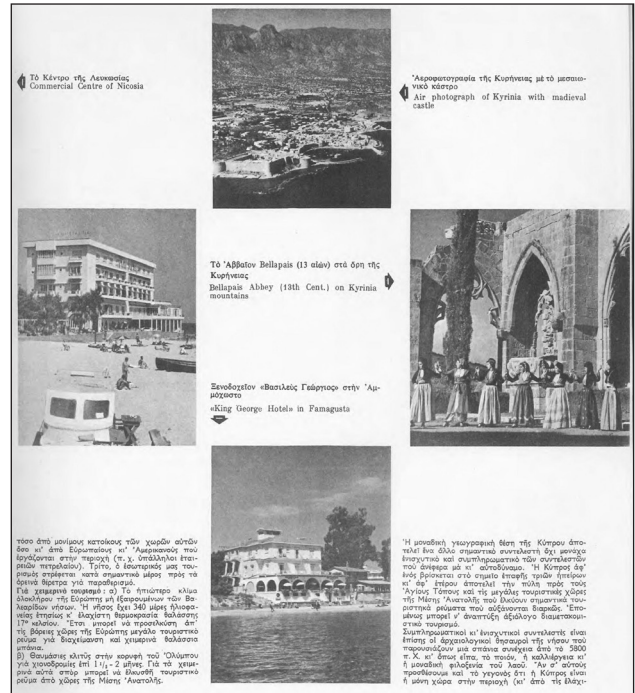 Τό Κέντρο τῆς Λευκωσίας
Commercial Centre of Nicosia
Ἀεροφωτογραφία τῆς Κυρήνειας μὲ τὸ μεσαιω-
νικὸ κάστρο
Air photograph of Kyrinia with madieval
castle
Τὸ Ἀββαῖον Bellapais (13 αἰών) στὰ ὄρη τῆς
Κυρήνειας
Bellapais Abbey (13th Cent.) on Kyrinia
mountains
Ξενοδοχεῖον «Βασιλεὺς Γεώργιος» στὴν Ἀμ-
μόχωστο
«King George Hotel» in Famagusta
τόσο ἀπὸ μονίμους κατοίκους τῶν χωρῶν αὐτῶν
ὅσο κι' ἀπὸ Εὐρωπαίους κι' Ἀμερικανοὺς ποὺ
ἐργάζονται στὴν περιοχὴ (π.χ. ὑπάλληλοι ἑται-
ρειῶν πετρελαίου). Τρίτο, ὁ ἐσωτερικός μας του-
ρισμὸς στρέφεται κατὰ σημαντικὸ μέρος πρὸς τὰ
ὀρεινὰ θέρετρα γιὰ παραθερισμό.
Γιὰ χειμερινὸ τουρισμό: α) Τὸ ἠπιώτερο κλίμα
ὁλοκλήρου τῆς Εὐρώπης μὴ ἐξαιρουμένων τῶν Βα-
λεαρίδων νήσων. Ἡ νῆσος ἔχει 340 μέρες ἡλιοφα-
νείας ἐτησίως κ' ἐλαχίστη θερμοκρασία θαλάσσης
17° κελσίου. Ἔτσι μπορεῖ νὰ προσελκύση ἀπ'
τὶς βόρειες χῶρες τῆς Εὐρώπης μεγάλο τουριστικὸ
ρεῦμα γιὰ διαχείμανση καὶ χειμερινὰ θαλάσσια
μπάνια.
β) Θαυμάσιες κλιτῦς στὴν κορυφὴ τοῦ Ὀλύμπου
γιὰ χιονοδρομίες ἐπὶ 1 1/2 - 2 μῆνες. Γιὰ τὰ χειμε-
ρινὰ αὐτὰ σπὸρ μπορεῖ νὰ ἑλκυσθῆ τουριστικὸ
ρεῦμα ἀπὸ χῶρες τῆς Μέσης Ἀνατολῆς.
Ἡ μοναδικὴ γεωγραφικὴ θέση τῆς Κύπρου ἀπο-
τελεῖ ἕνα ἄλλο σημαντικὸ συντελεστὴ ὄχι μονάχα
ἐνισχυτικὸ καὶ συμπληρωματικὸ τῶν συντελεστῶν
ποὺ ἀνέφερα μὰ κι' αὐτοδύναμο. Ἡ Κύπρος ἀφ'
ἑνὸς βρίσκεται στὸ σημεῖο ἐπαφῆς τριῶν ἠπείρων
κι' ἀφ' ἑτέρου ἀποτελεῖ τὴν πύλη πρὸς τοὺς
Ἁγίους Τόπους καὶ τὶς μεγάλες τουριστικὲς χῶρες
τῆς Μέσης Ἀνατολῆς ποὺ ἑλκύουν σημαντικὰ του-
ριστικὰ ρεύματα ποὺ αὐξάνονται διαρκῶς. Ἑπο-
μένως μπορεῖ ν' ἀναπτύξη ἀξιόλογο διαμετακομι-
στικὸ τουρισμό.
Συμπληρωματικοὶ κι' ἐνισχυτικοὶ συντελεστὲς εἶναι
ἐπίσης οἱ ἀρχαιολογικοὶ θησαυροὶ τῆς νήσου ποὺ
παρουσιάζουν μιὰ σπάνια συνέχεια ἀπὸ τὸ 5800
π.Χ. κι' ὅπως εἶπα, τὸ ποιόν, ἡ καλλιέργεια κι'
ἡ μοναδικὴ φιλοξενία τοῦ λαοῦ. Ἂν σ' αὐτοὺς
προσθέσουμε καὶ τὸ γεγονὸς ὅτι ἡ Κύπρος εἶναι
ἡ μόνη χώρα στὴν περιοχὴ (κι' ἀπὸ τὶς ἐλάχι-